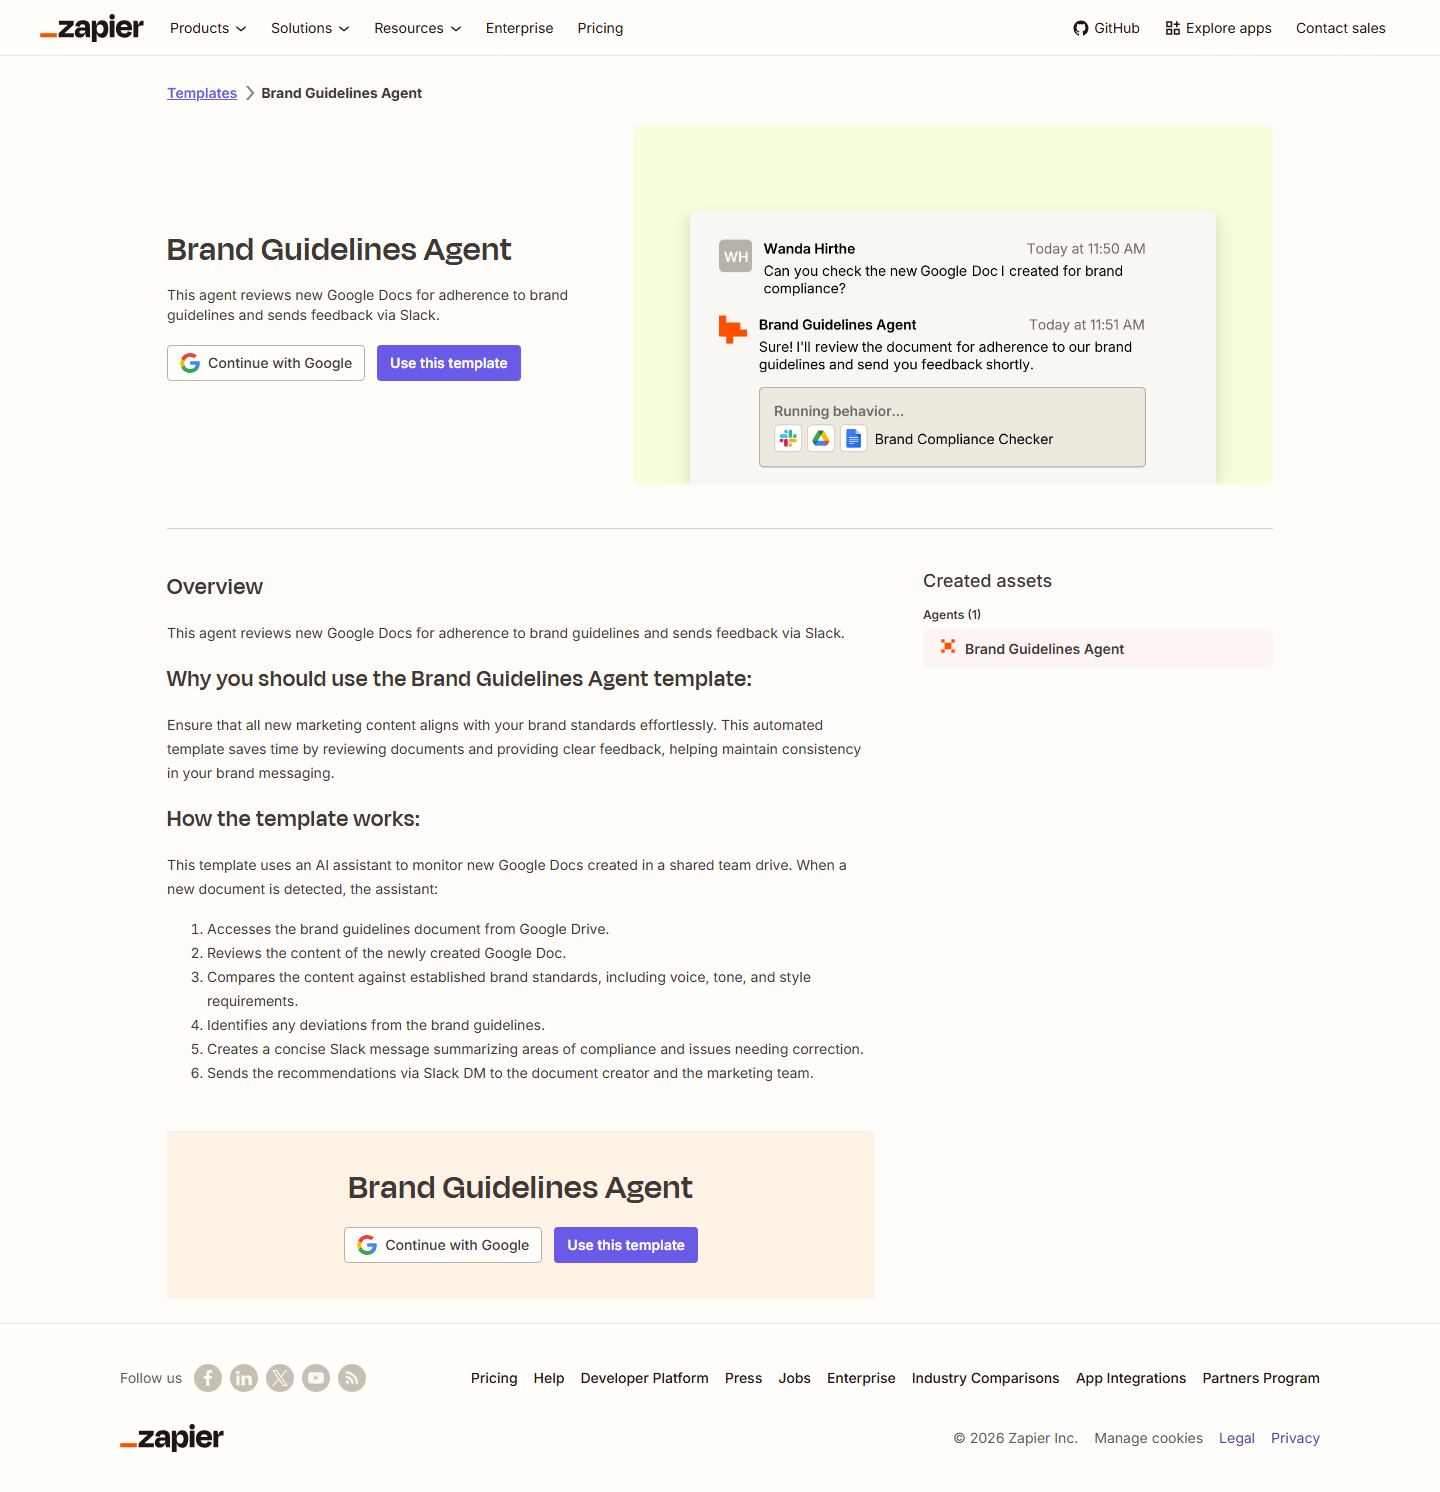 zapier Products Solutions Resources Enterprise Pricing GitHub Explore apps Contact sales
Templates Brand Guidelines Agent
Brand Guidelines Agent
This agent reviews new Google Docs for adherence to brand
guidelines and sends feedback via Slack.
Continue with Google Use this template
WH Wanda Hirthe Today at 11:50 AM
Can you check the new Google Doc I created for brand
compliance?
Brand Guidelines Agent Today at 11:51 AM
Sure! I'll review the document for adherence to our brand
guidelines and send you feedback shortly.
Running behavior...
Brand Compliance Checker
Overview
This agent reviews new Google Docs for adherence to brand guidelines and sends feedback via Slack.
Why you should use the Brand Guidelines Agent template:
Ensure that all new marketing content aligns with your brand standards effortlessly. This automated
template saves time by reviewing documents and providing clear feedback, helping maintain consistency
in your brand messaging.
How the template works:
This template uses an AI assistant to monitor new Google Docs created in a shared team drive. When a
new document is detected, the assistant:
1. Accesses the brand guidelines document from Google Drive.
2. Reviews the content of the newly created Google Doc.
3. Compares the content against established brand standards, including voice, tone, and style
requirements.
4. Identifies any deviations from the brand guidelines.
5. Creates a concise Slack message summarizing areas of compliance and issues needing correction.
6. Sends the recommendations via Slack DM to the document creator and the marketing team.
Created assets
Agents (1)
Brand Guidelines Agent
Brand Guidelines Agent
Continue with Google Use this template
Follow us Pricing Help Developer Platform Press Jobs Enterprise Industry Comparisons App Integrations Partners Program
zapier © 2026 Zapier Inc. Manage cookies Legal Privacy